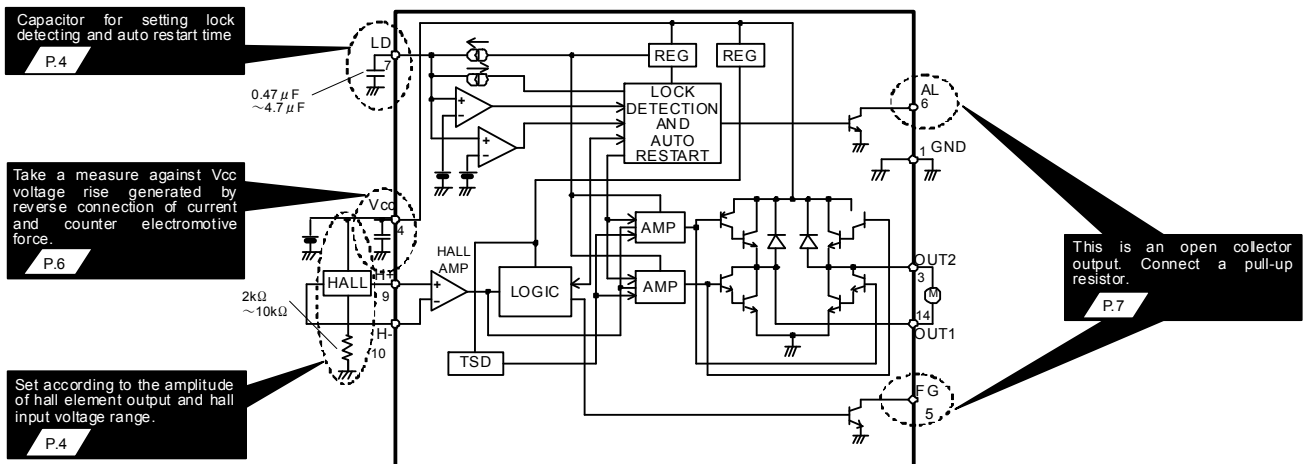 Capacitor for setting lock
detecting and auto restart time
P.4
LD
7
0.47μF
~4.7μF
Take a measure against Vcc
voltage rise generated by
reverse connection of current
and counter electromotive
force.
P.6
Vcc
4
HALL
H+
9
2kΩ
~10kΩ
H-
10
Set according to the amplitude
of hall element output and hall
input voltage range.
P.4
REG
REG
LOCK
DETECTION
AND
AUTO
RESTART
HALL
AMP
LOGIC
TSD
AMP
AMP
AL
6
1 GND
OUT2
3
M
14
OUT1
FG
5
This is an open collector
output. Connect a pull-up
resistor.
P.7